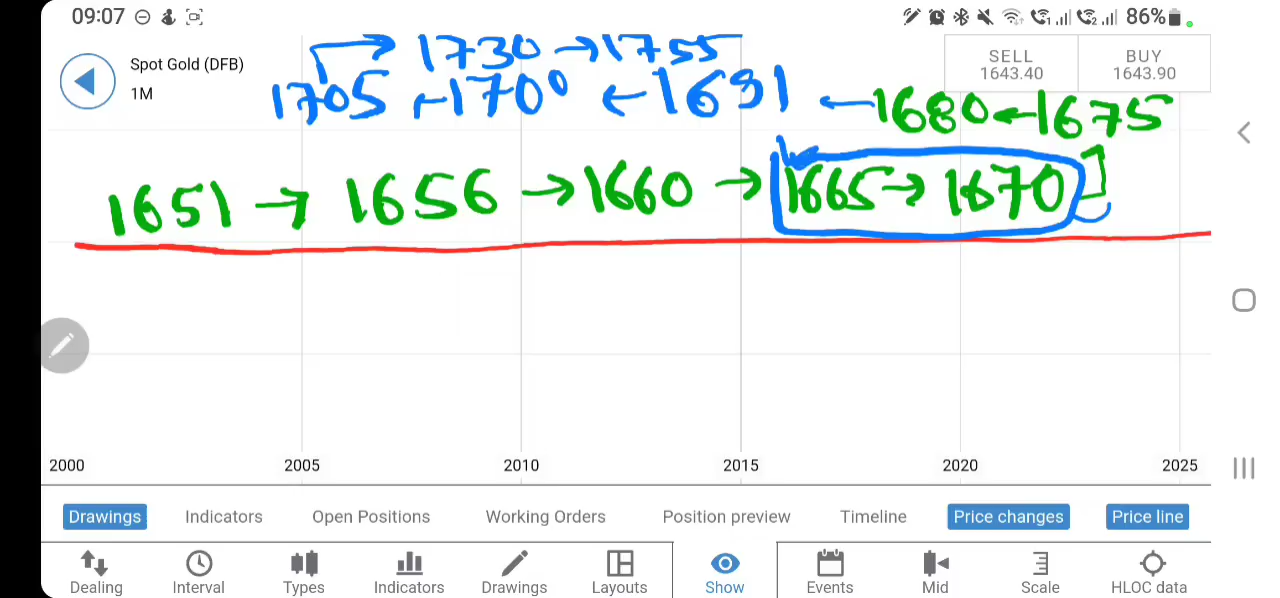 09:07 86%
Spot Gold (DFB)
1M
SELL
1643.40
BUY
1643.90
1730 → 1755
1705 ← 1700 ← 1691 ← 1680 ← 1675
1651 → 1656 → 1660 → 1665 → 1670
2000 2005 2010 2015 2020 2025
Drawings Indicators Open Positions Working Orders Position preview Timeline Price changes Price line
Dealing Interval Types Indicators Drawings Layouts Show Events Mid Scale HLOC data